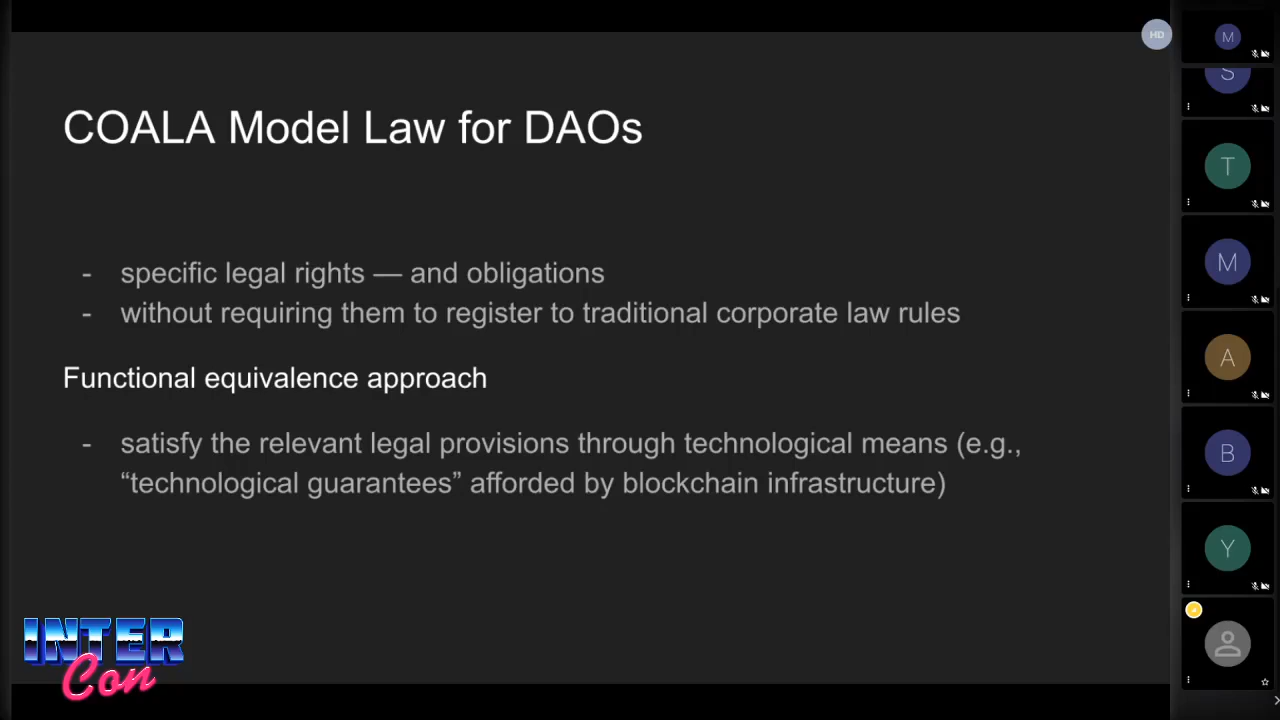 HD
COALA Model Law for DAOs
- specific legal rights — and obligations
- without requiring them to register to traditional corporate law rules
Functional equivalence approach
- satisfy the relevant legal provisions through technological means (e.g.,
“technological guarantees” afforded by blockchain infrastructure)
INTER
Con
M
S
T
M
A
B
Y